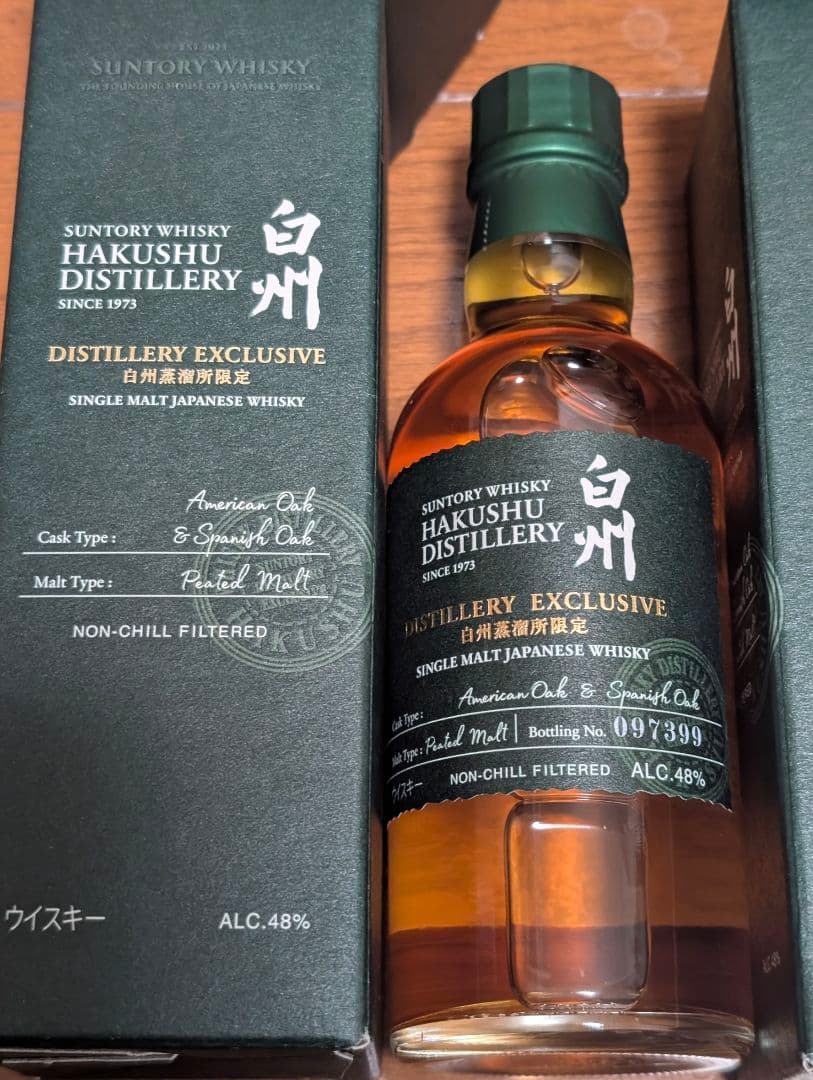 EST. 1923
SUNTORY WHISKY
THE FOUNDING HOUSE OF JAPANESE WHISKY
SUNTORY WHISKY
HAKUSHU
DISTILLERY
SINCE 1973
白州
DISTILLERY EXCLUSIVE
白州蒸溜所限定
SINGLE MALT JAPANESE WHISKY
Cask Type : American Oak
& Spanish Oak
Malt Type : Peated Malt
NON-CHILL FILTERED
ウイスキー ALC.48%
SUNTORY WHISKY
HAKUSHU
DISTILLERY
SINCE 1973
白州
DISTILLERY EXCLUSIVE
白州蒸溜所限定
SINGLE MALT JAPANESE WHISKY
Cask Type : American Oak & Spanish Oak
Malt Type : Peated Malt Bottling No. 097399
ウイスキー NON-CHILL FILTERED ALC.48%
白州